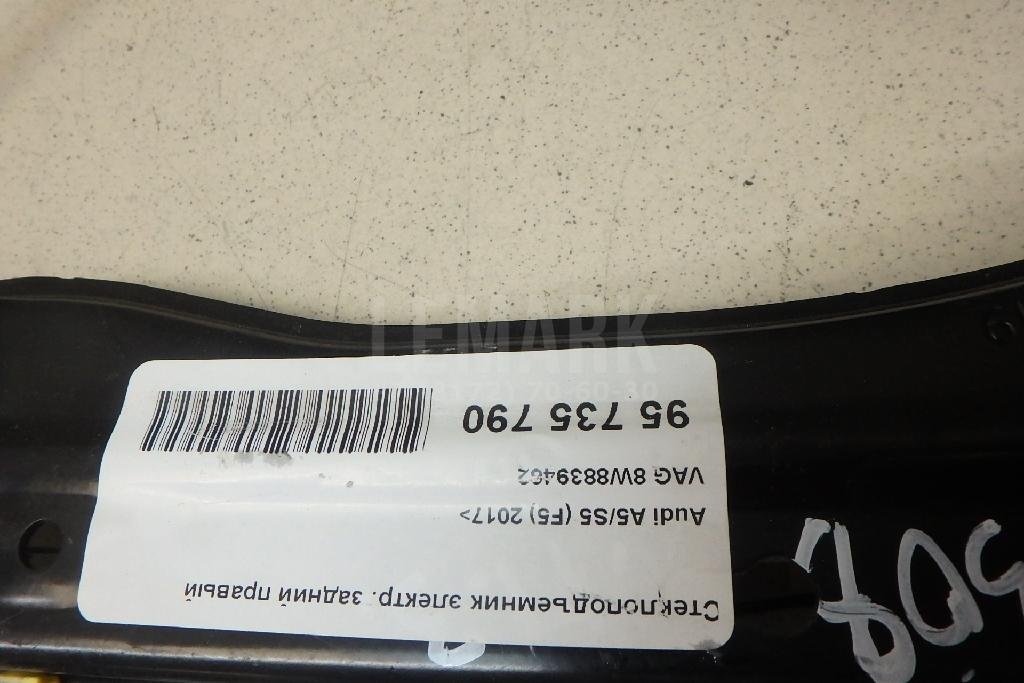 Стеклоподъемник электр. задний правый
Audi A5/S5 (F5) 2017>
VAG 8W8839462
95 735 790
LEMARK